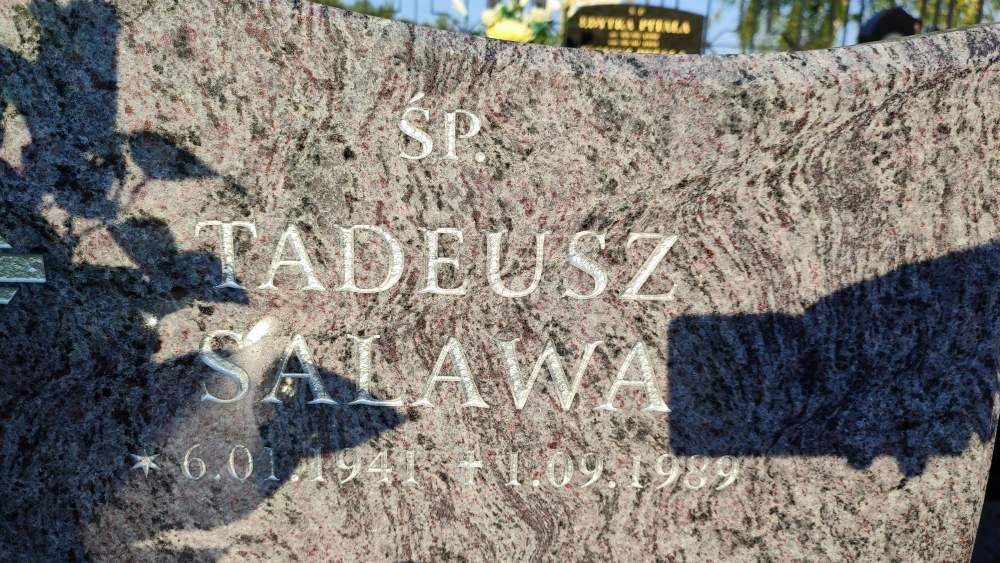 ŚP.
TADEUSZ
SALAWA
* 6.01.1941 + 1.09.1989